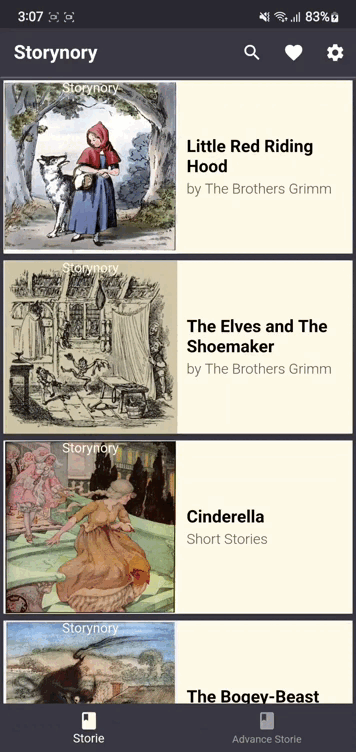 3:07 83%
Storynory
Storynory
Little Red Riding
Hood
by The Brothers Grimm
Storynory
The Elves and The
Shoemaker
by The Brothers Grimm
Storynory
Cinderella
Short Stories
Storynory
The Bogey-Beast
Storie Advance Storie